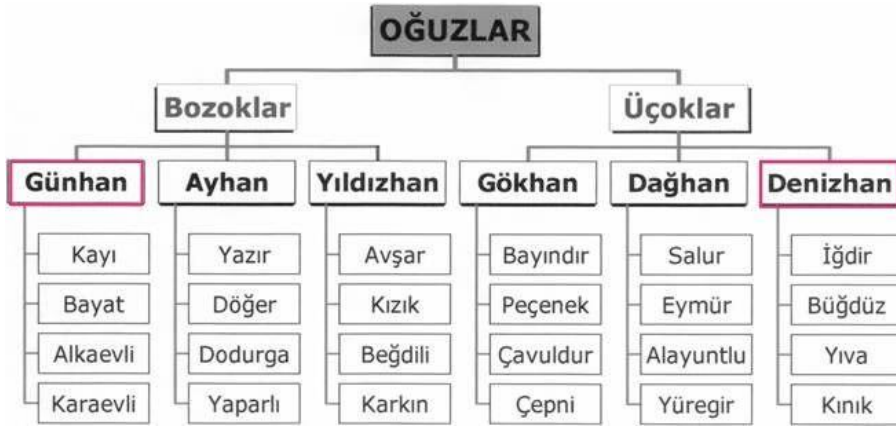 OĞUZLAR
Bozoklar Üçoklar
Günhan Ayhan Yıldızhan Gökhan Dağhan Denizhan
Kayı Yazır Avşar Bayındır Salur İğdir
Bayat Döğer Kızık Peçenek Eymür Büğdüz
Alkaevli Dodurga Beğdili Çavuldur Alayuntlu Yıva
Karaevli Yaparlı Karkın Çepni Yüregir Kınık